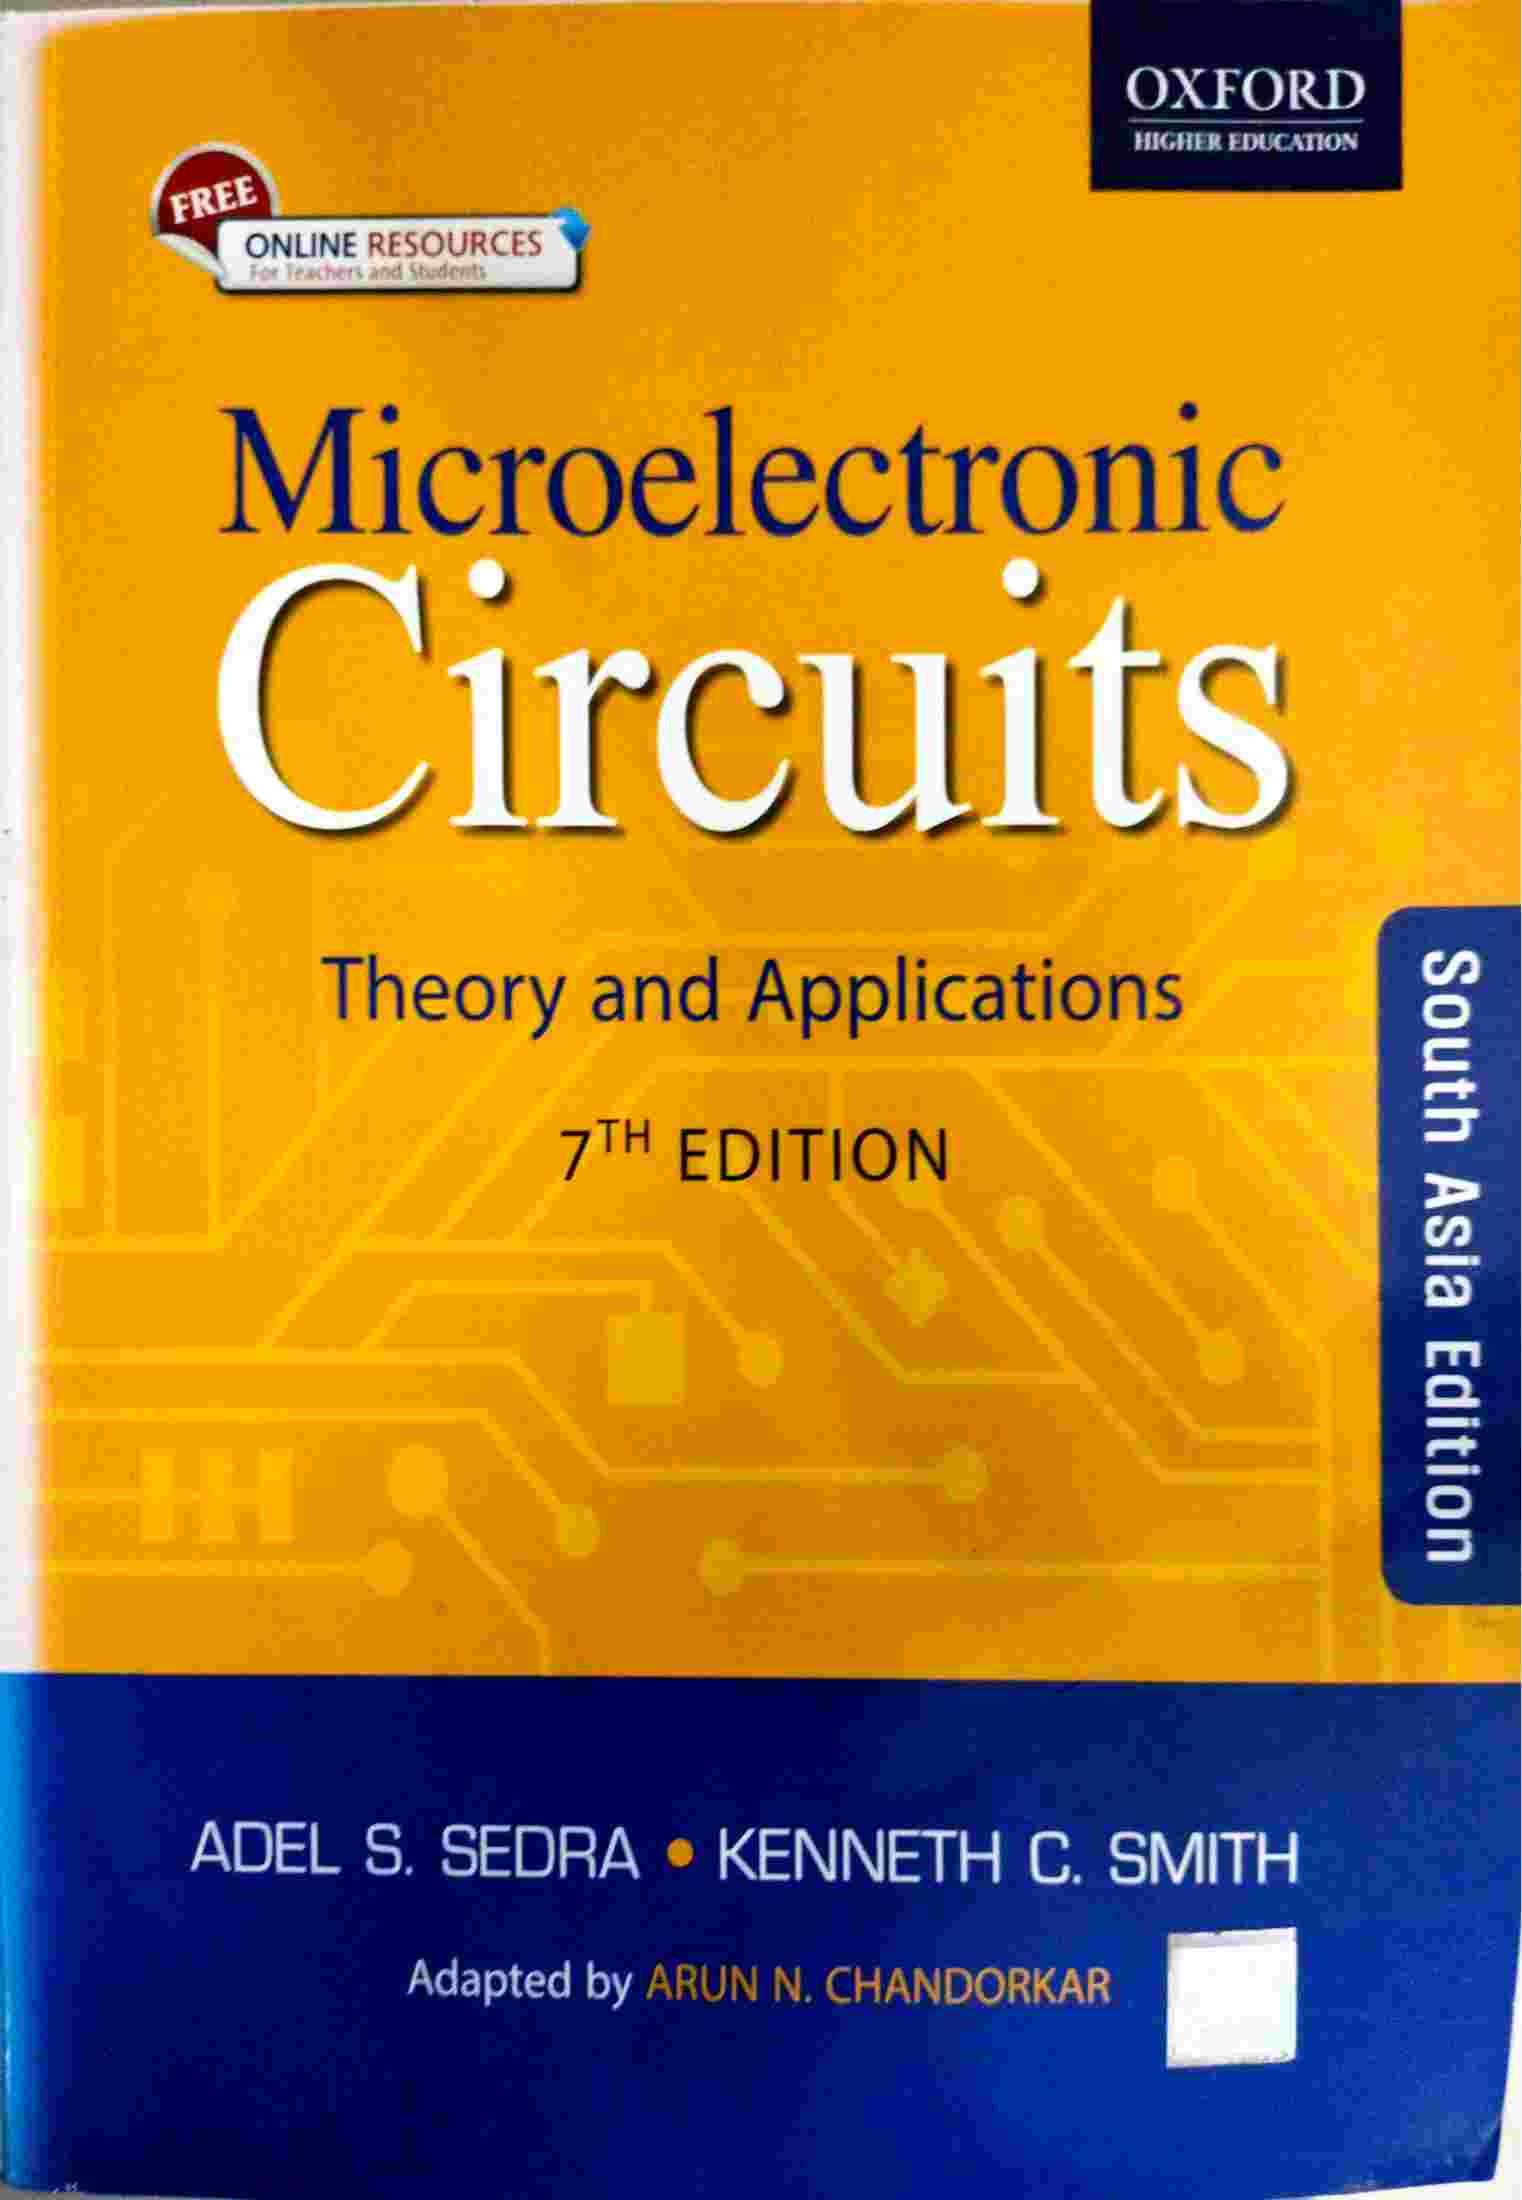 OXFORD
HIGHER EDUCATION
FREE
ONLINE RESOURCES
For Teachers and Students
Microelectronic
Circuits
Theory and Applications
7TH EDITION
South Asia Edition
ADEL S. SEDRA • KENNETH C. SMITH
Adapted by ARUN N. CHANDORKAR